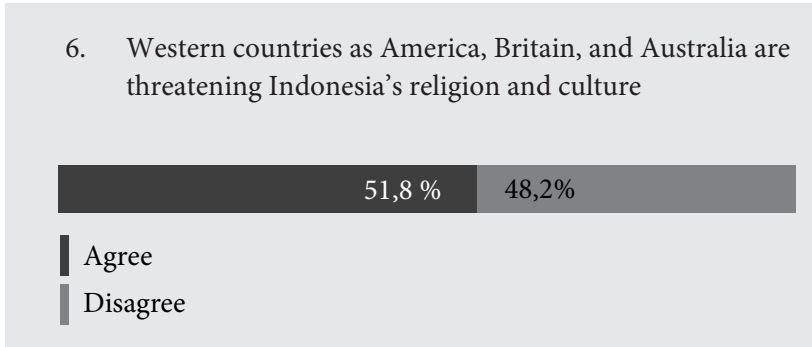 6. Western countries as America, Britain, and Australia are
threatening Indonesia’s religion and culture
51,8 % 48,2%
Agree
Disagree